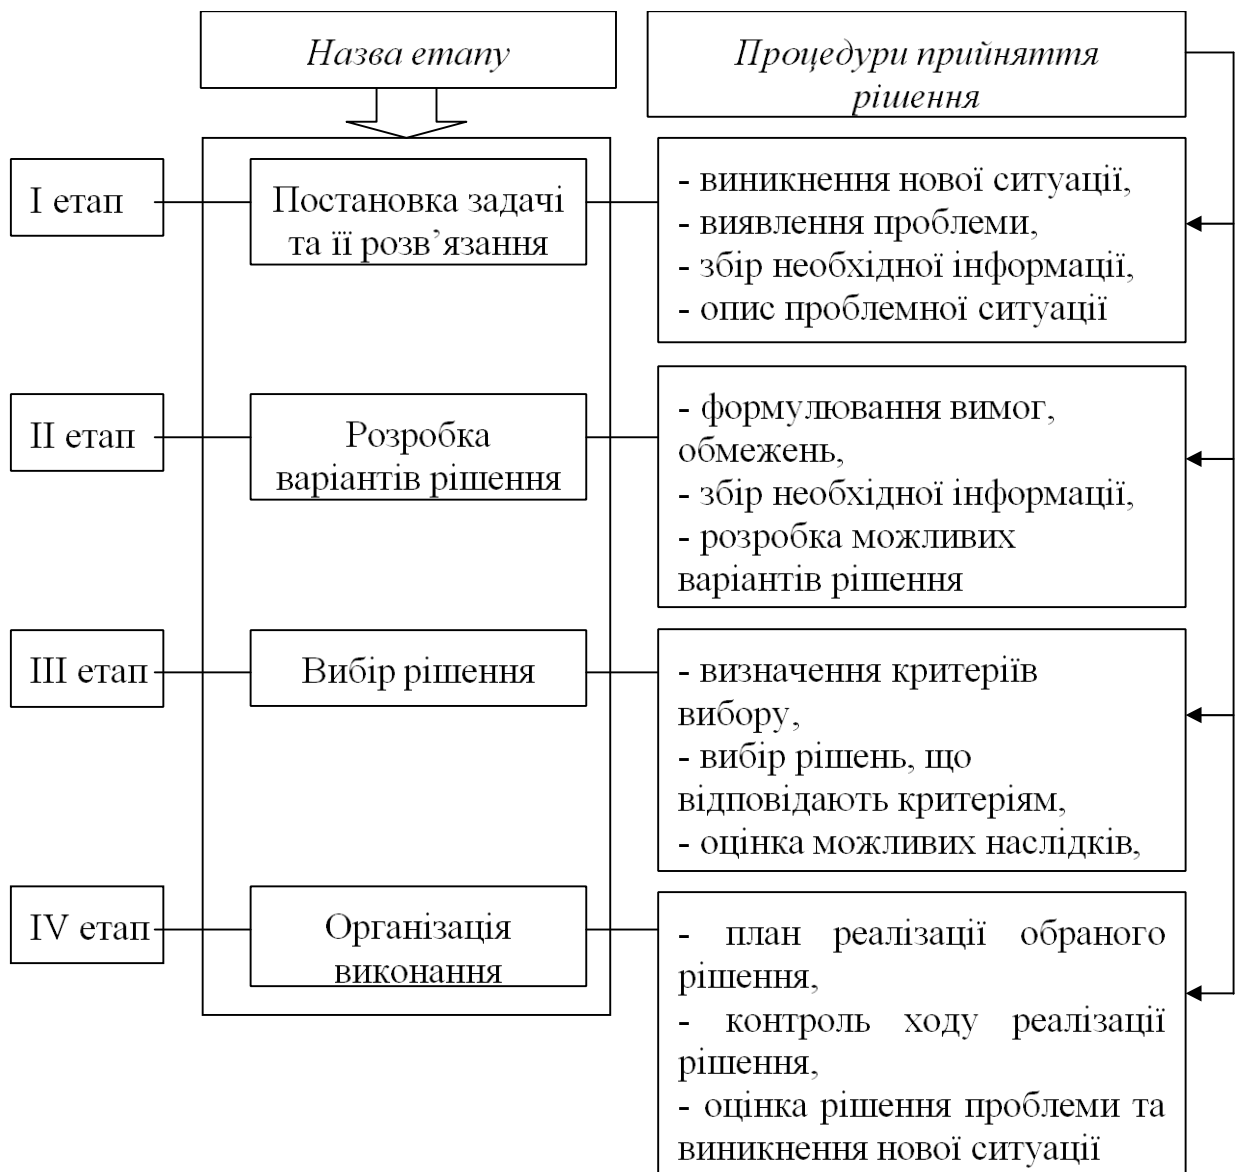 Назва етапу
Процедури прийняття
рішення
І етап
Постановка задачі
та її розв’язання
- виникнення нової ситуації,
- виявлення проблеми,
- збір необхідної інформації,
- опис проблемної ситуації
ІІ етап
Розробка
варіантів рішення
- формулювання вимог,
обмежень,
- збір необхідної інформації,
- розробка можливих
варіантів рішення
ІІІ етап
Вибір рішення
- визначення критеріїв
вибору,
- вибір рішень, що
відповідають критеріям,
- оцінка можливих наслідків,
IV етап
Організація
виконання
- план реалізації обраного
рішення,
- контроль ходу реалізації
рішення,
- оцінка рішення проблеми та
виникнення нової ситуації